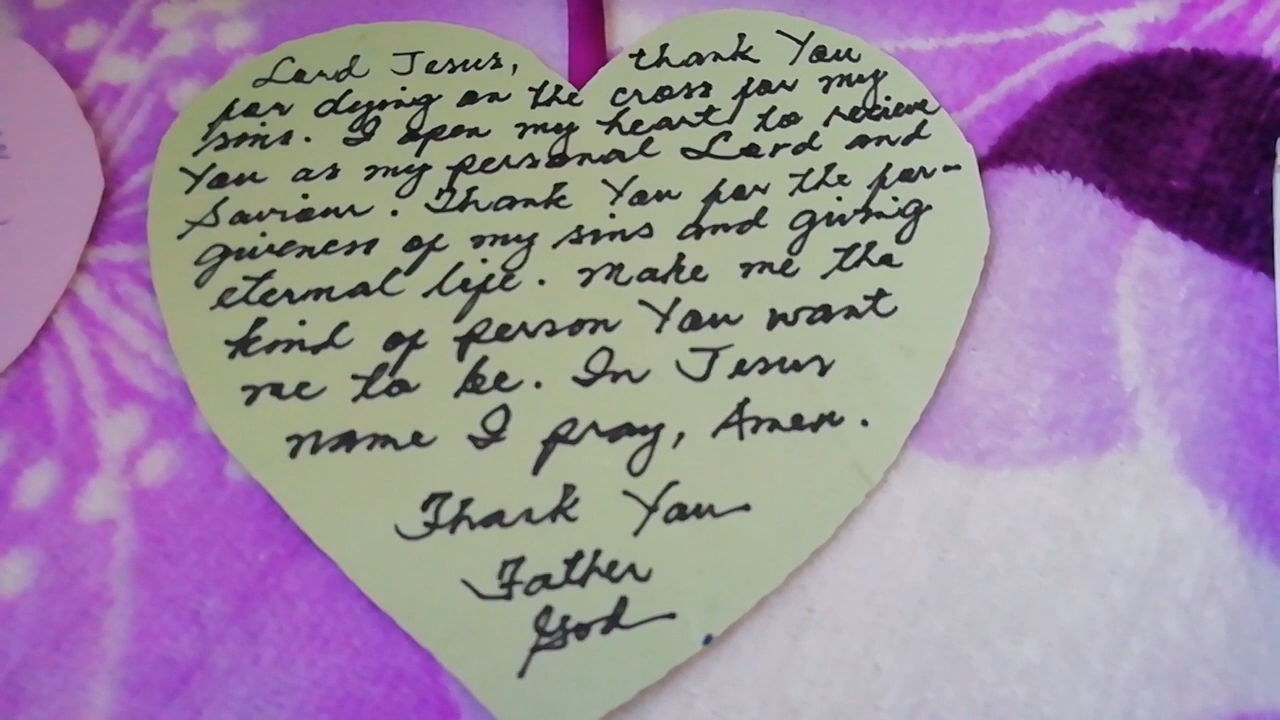 Lord Jesus, thank You
for dying on the cross for my
sins. I open my heart to recieve
You as my personal Lord and
Saviour. Thank You for the for-
giveness of my sins and giving
eternal life. Make me the
kind of person You want
me to be. In Jesus
name I pray, Amen.
Thank You
Father
God